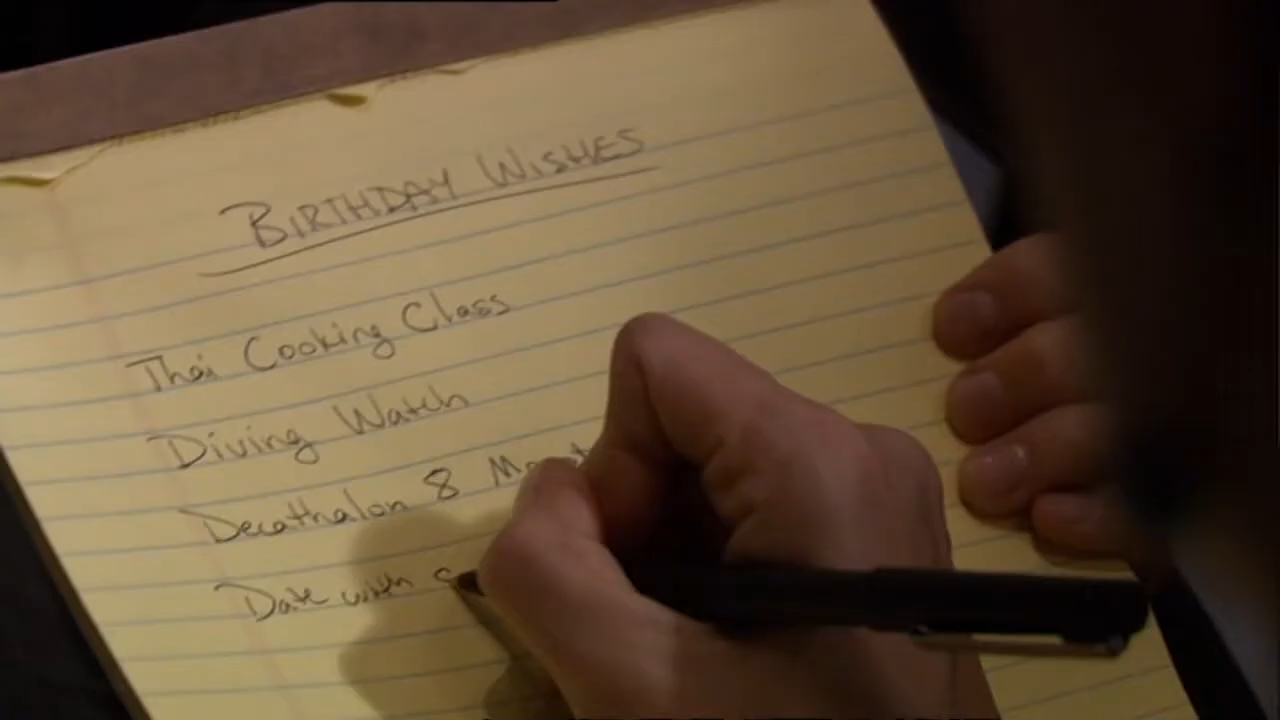 BIRTHDAY WISHES
Thai Cooking Class
Diving Watch
Decathalon 8
Date with